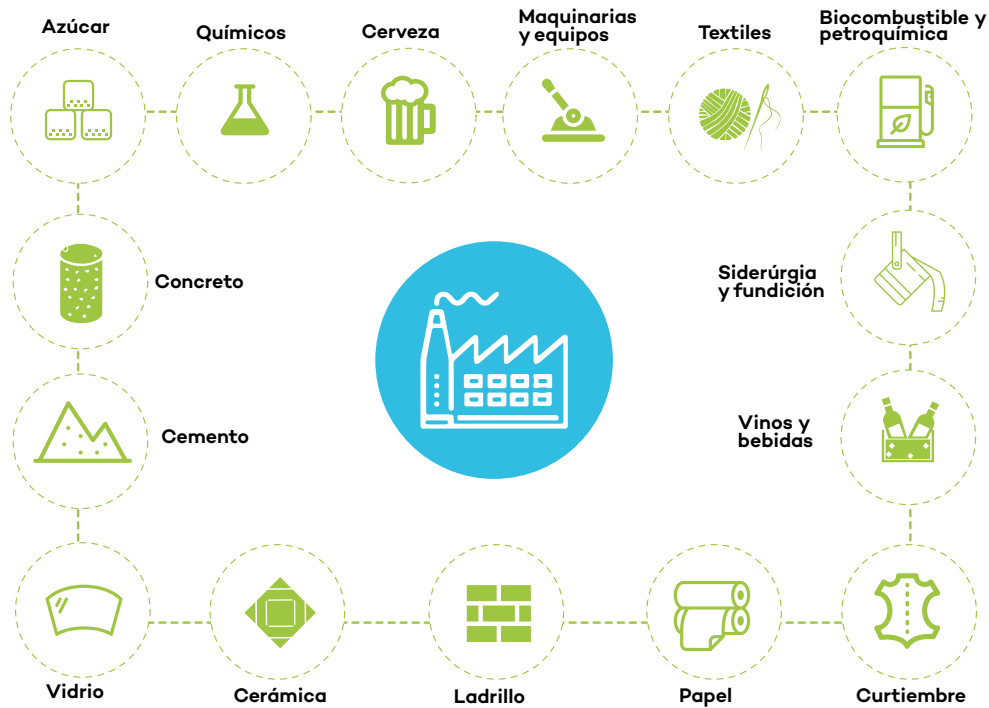 Azúcar
Químicos
Cerveza
Maquinarias
y equipos
Textiles
Biocombustible y
petroquímica
Concreto
Siderúrgia
y fundición
Cemento
Vinos y
bebidas
Vidrio
Cerámica
Ladrillo
Papel
Curtiembre